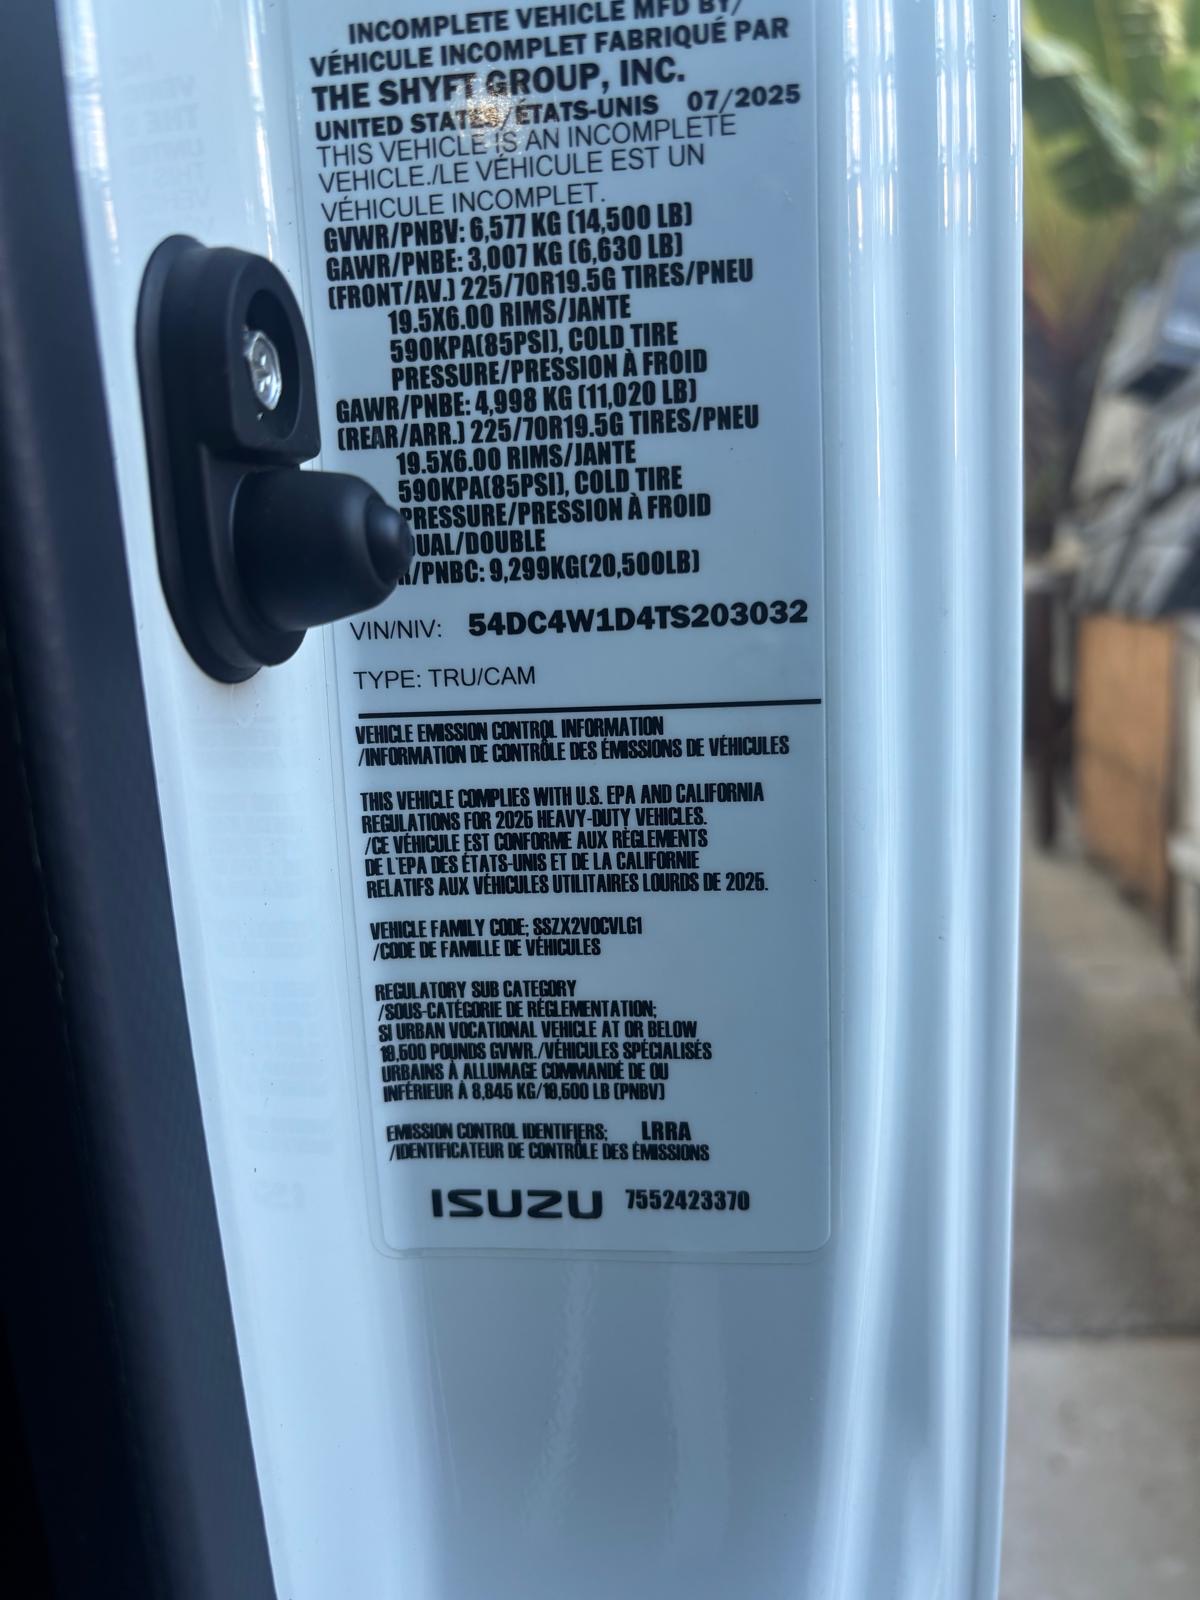 INCOMPLETE VEHICLE MFD BY/
VÉHICULE INCOMPLET FABRIQUÉ PAR
THE SHYFT GROUP, INC.
UNITED STATES/ÉTATS-UNIS 07/2025
THIS VEHICLE IS AN INCOMPLETE
VEHICLE./LE VÉHICULE EST UN
VÉHICULE INCOMPLET.
GVWR/PNBV: 6,577 KG (14,500 LB)
GAWR/PNBE: 3,007 KG (6,630 LB)
(FRONT/AV.) 225/70R19.5G TIRES/PNEU
19.5X6.00 RIMS/JANTE
590KPA(85PSI), COLD TIRE
PRESSURE/PRESSION À FROID
GAWR/PNBE: 4,998 KG (11,020 LB)
(REAR/ARR.) 225/70R19.5G TIRES/PNEU
19.5X6.00 RIMS/JANTE
590KPA(85PSI), COLD TIRE
PRESSURE/PRESSION À FROID
DUAL/DOUBLE
R/PNBC: 9,299KG(20,500LB)
VIN/NIV: 54DC4W1D4TS203032
TYPE: TRU/CAM
VEHICLE EMISSION CONTROL INFORMATION
/INFORMATION DE CONTRÔLE DES ÉMISSIONS DE VÉHICULES
THIS VEHICLE COMPLIES WITH U.S. EPA AND CALIFORNIA
REGULATIONS FOR 2025 HEAVY-DUTY VEHICLES.
/CE VÉHICULE EST CONFORME AUX RÈGLEMENTS
DE L'EPA DES ÉTATS-UNIS ET DE LA CALIFORNIE
RELATIFS AUX VÉHICULES UTILITAIRES LOURDS DE 2025.
VEHICLE FAMILY CODE; SSZX2VOCVLG1
/CODE DE FAMILLE DE VÉHICULES
REGULATORY SUB CATEGORY
/SOUS-CATÉGORIE DE RÉGLEMENTATION;
SI URBAN VOCATIONAL VEHICLE AT OR BELOW
19,500 POUNDS GVWR./VÉHICULES SPÉCIALISÉS
URBAINS À ALLUMAGE COMMANDÉ DE OU
INFÉRIEUR À 8,845 KG/19,500 LB (PNBV)
EMISSION CONTROL IDENTIFIERS; LRRA
/IDENTIFICATEUR DE CONTRÔLE DES ÉMISSIONS
ISUZU 7552423370